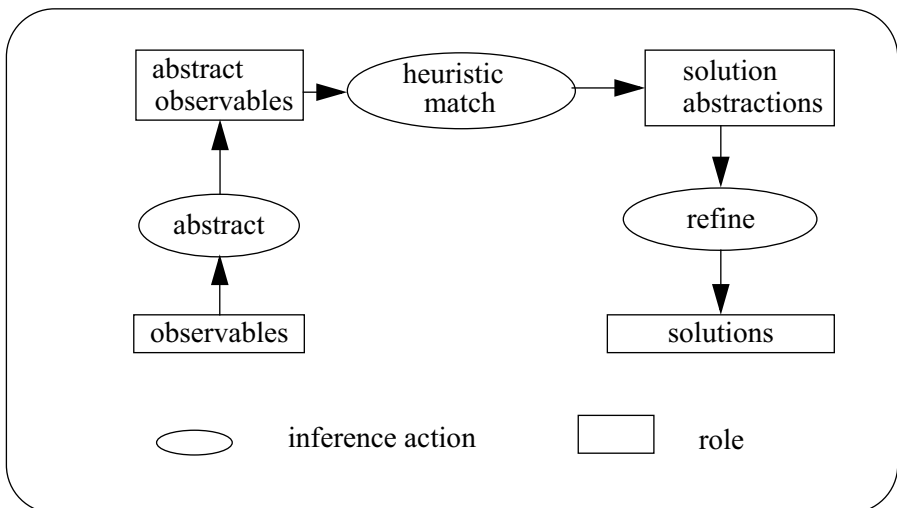 abstract
observables
heuristic
match
solution
abstractions
abstract
refine
observables
solutions
inference action
role